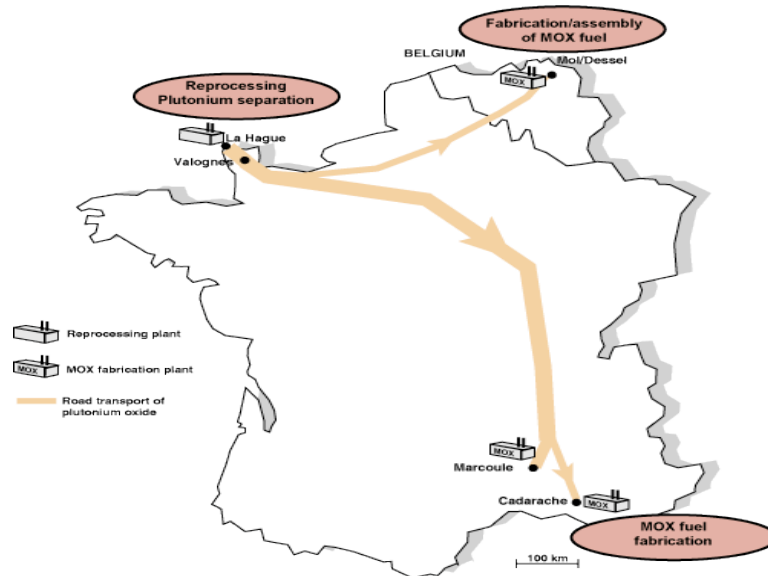 Fabrication/assembly
of MOX fuel
BELGIUM
Mol/Dessel
MOX
Reprocessing
Plutonium separation
La Hague
Valognes
Reprocessing plant
MOX
MOX fabrication plant
Road transport of
plutonium oxide
MOX
Marcoule
Cadarache
MOX
MOX fuel
fabrication
100 km